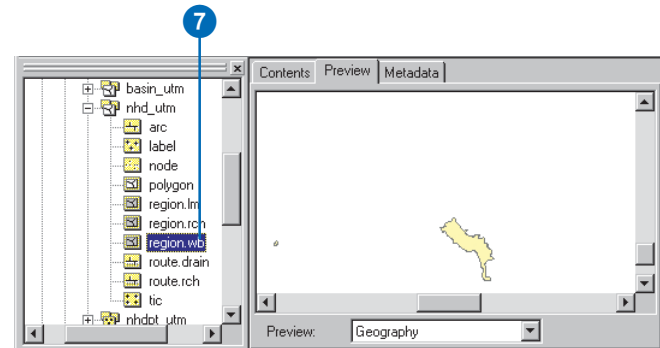 7
Contents Preview Metadata
basin_utm
nhd_utm
arc
label
node
polygon
region.lm
region.rch
region.wb
route.drain
route.rch
tic
nhdpt_utm
Preview: Geography